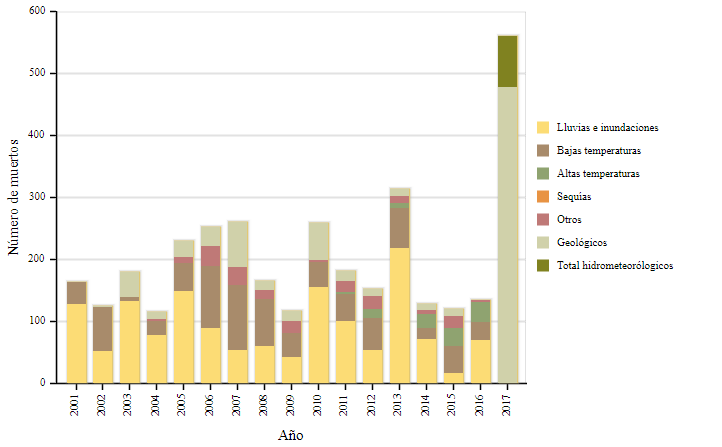 600
500
400
300
200
100
0
Número de muertos
2001
2002
2003
2004
2005
2006
2007
2008
2009
2010
2011
2012
2013
2014
2015
2016
2017
Año
Lluvias e inundaciones
Bajas temperaturas
Altas temperaturas
Sequías
Otros
Geológicos
Total hidrometeorólogicos